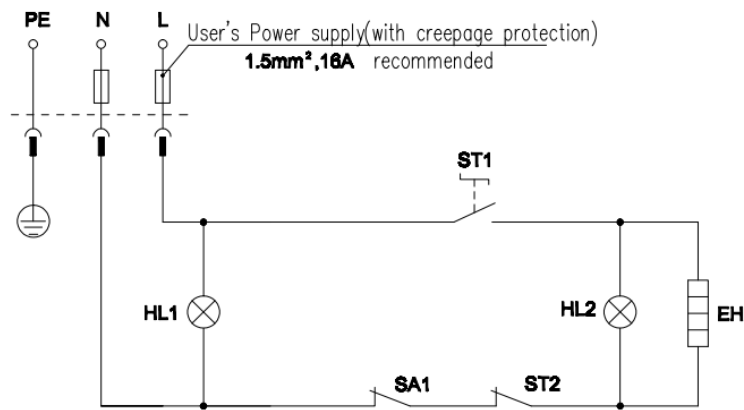 PE N L
User's Power supply(with creepage protection)
1.5mm²,16A recommended
ST1
HL1
HL2
EH
SA1
ST2